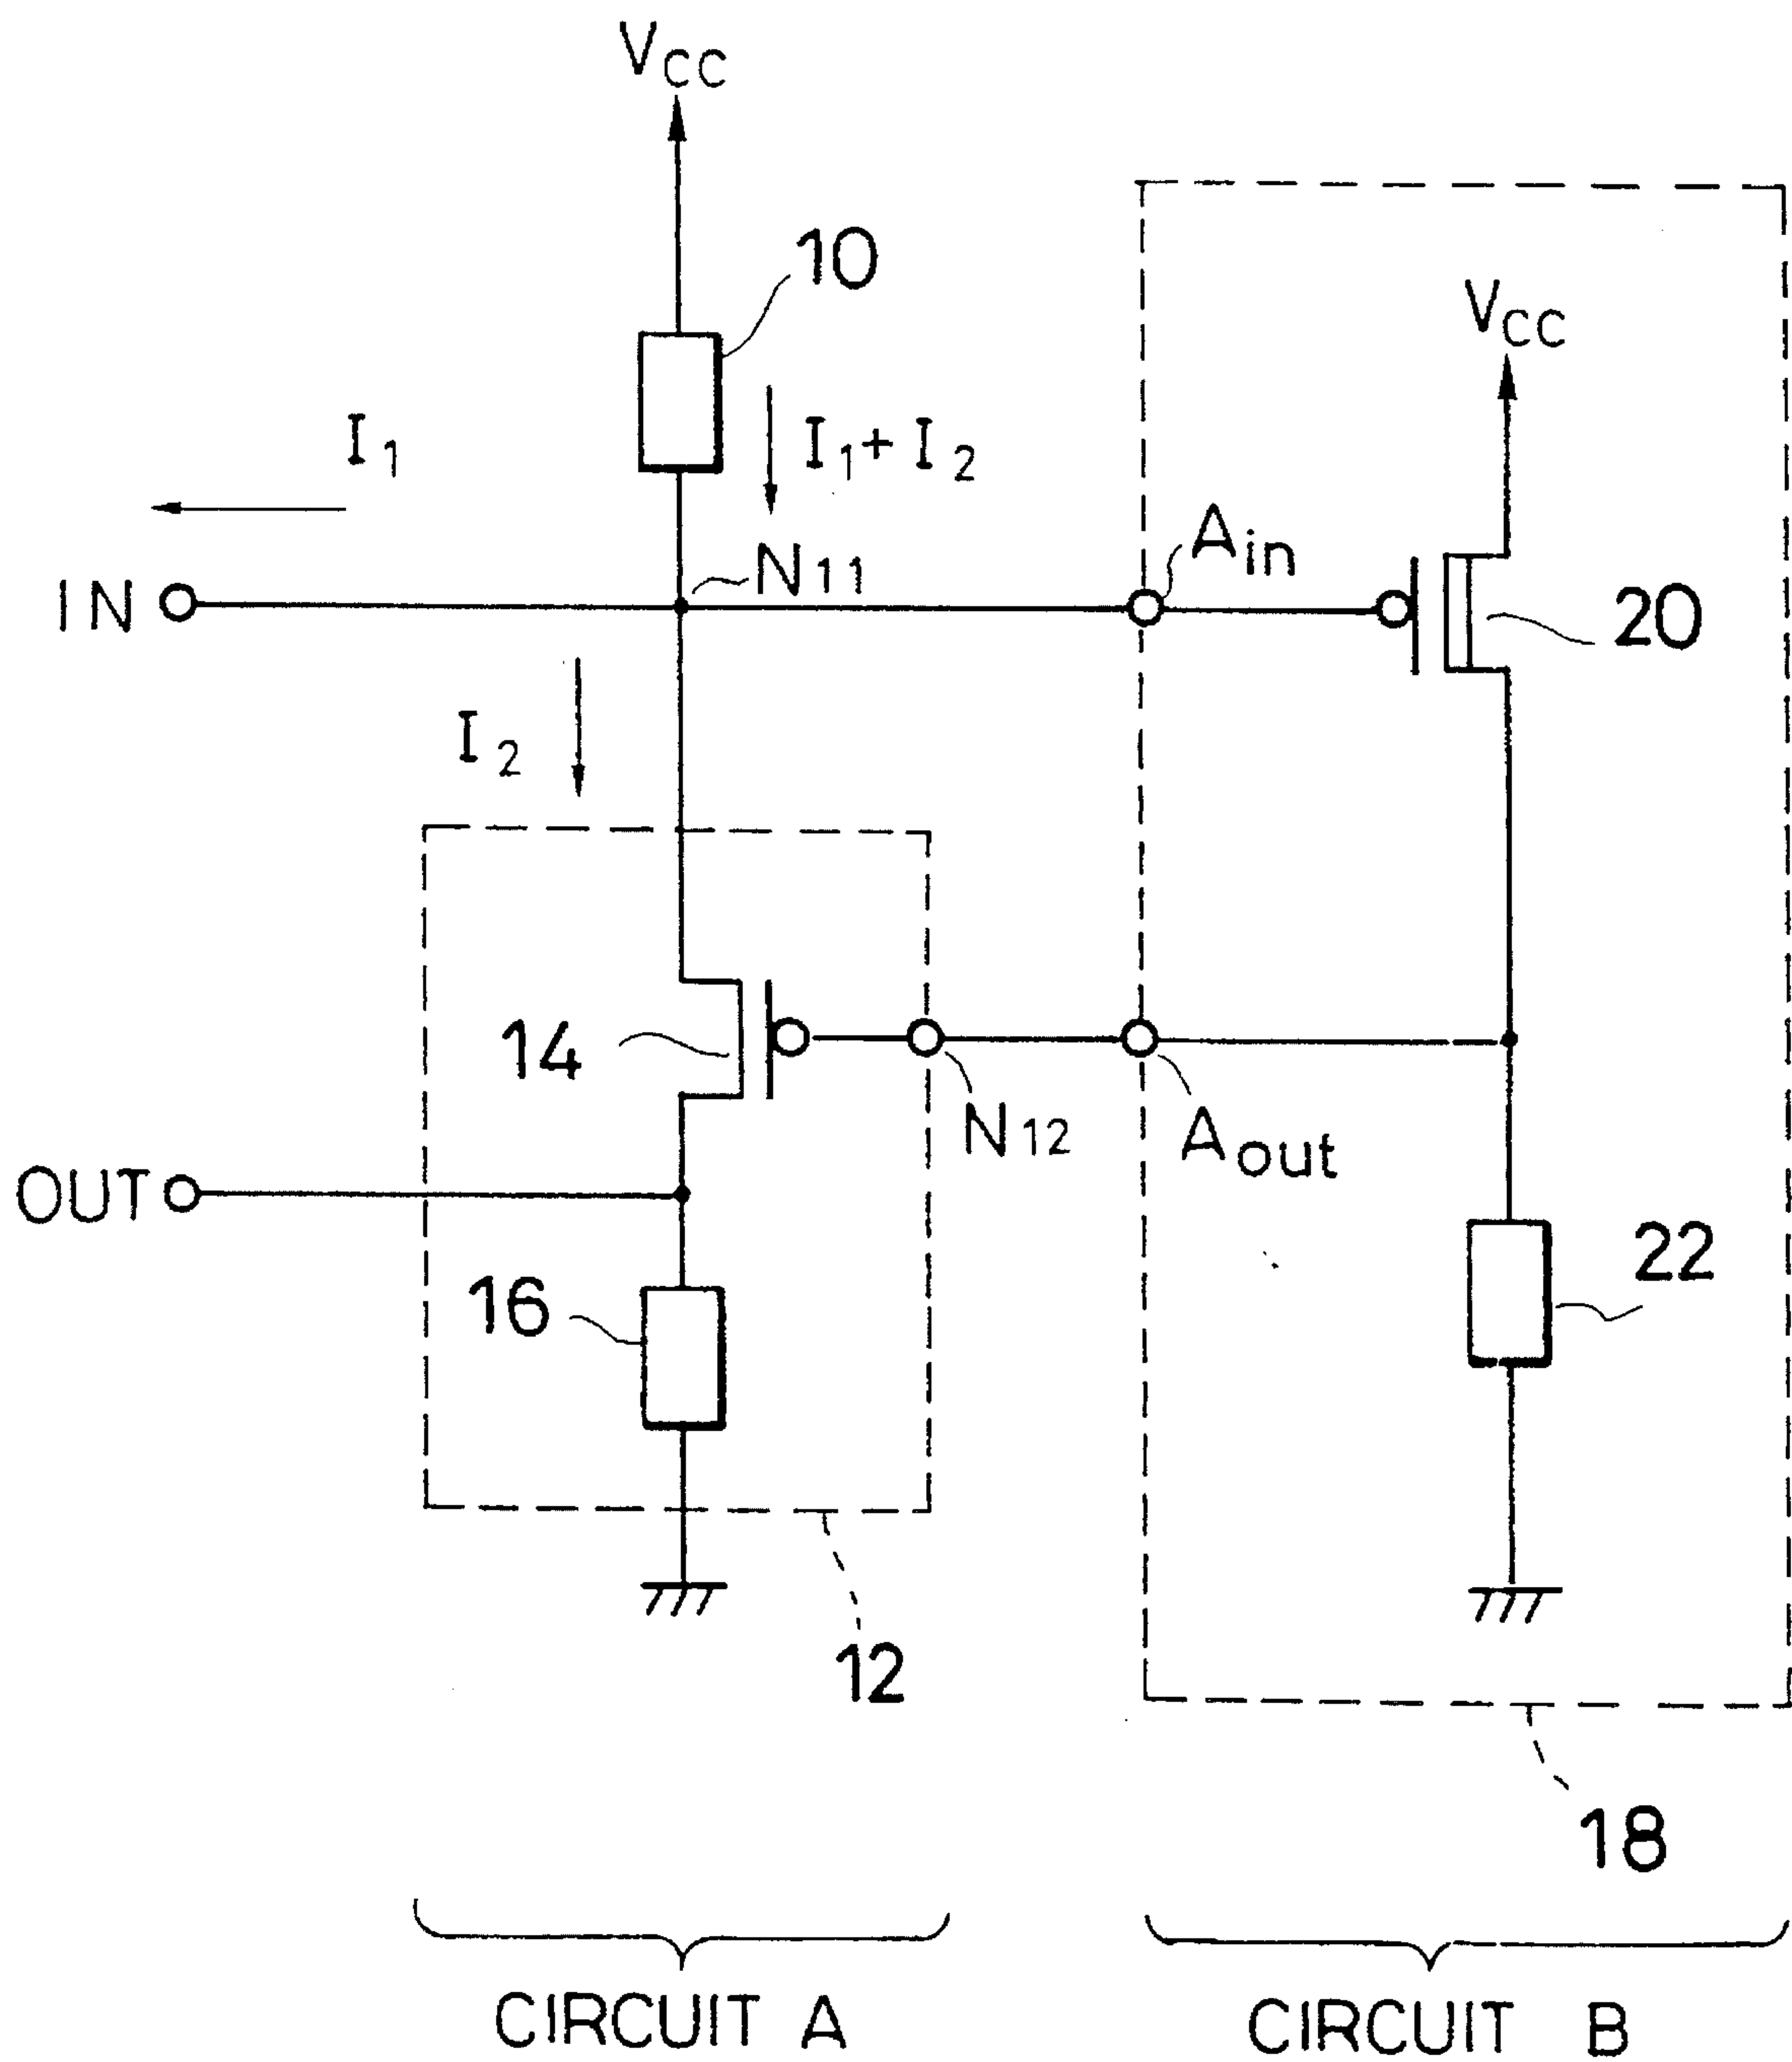 VCC
10
VCC
I1
I1+I2
Ain
N11
IN
20
I2
14
N12
Aout
OUT
22
16
12
18
CIRCUIT A
CIRCUIT B